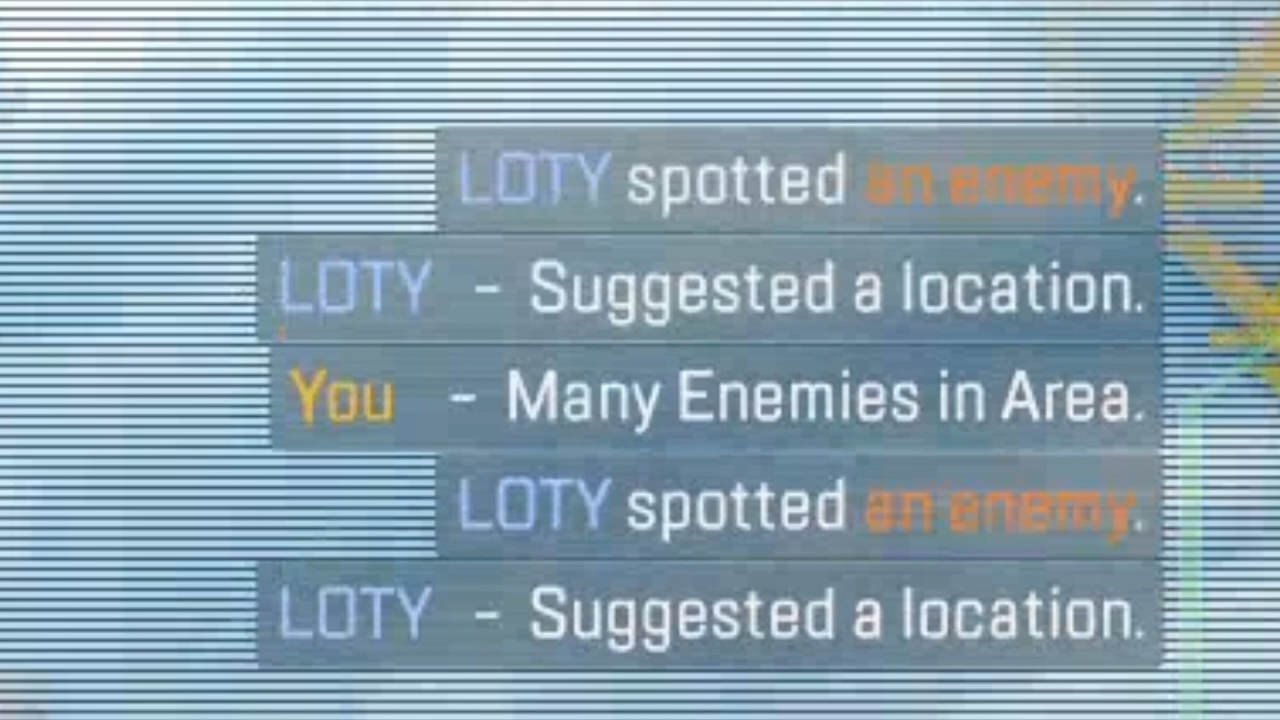 LOTY spotted an enemy.
LOTY - Suggested a location.
You - Many Enemies in Area.
LOTY spotted an enemy.
LOTY - Suggested a location.